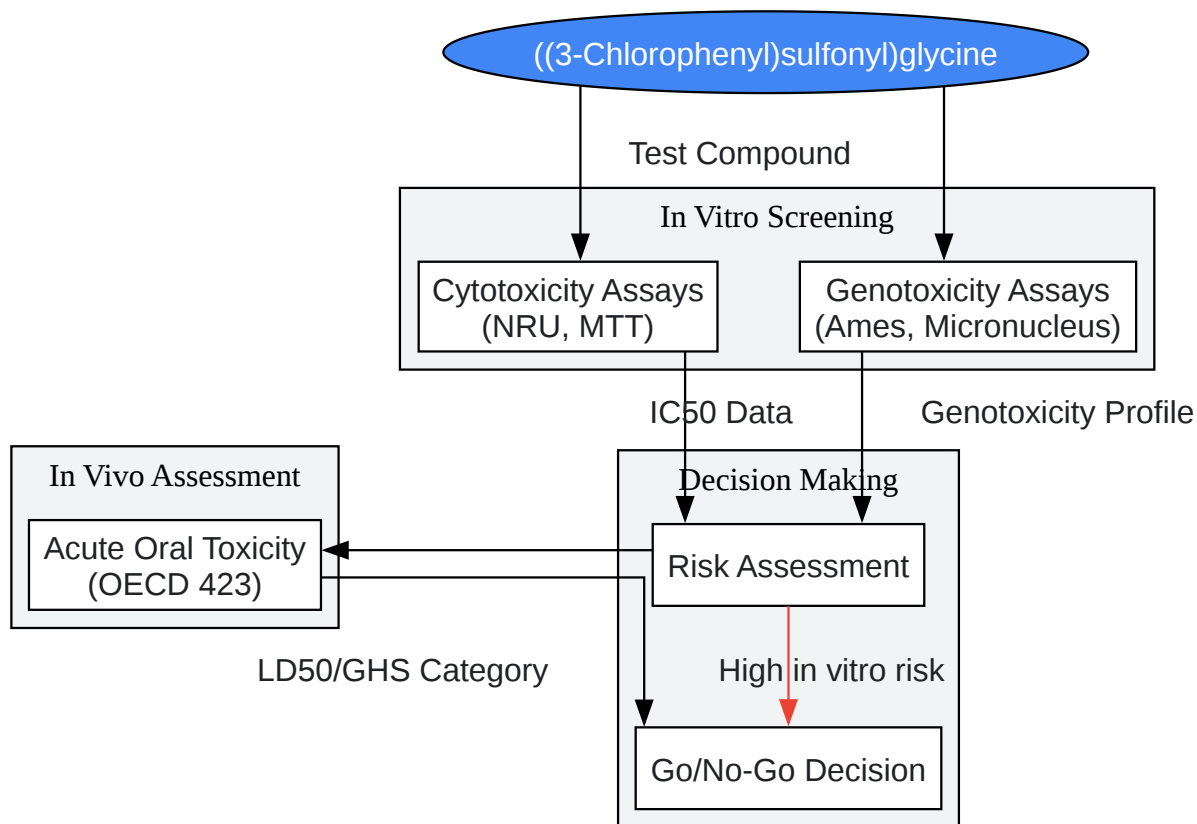 ((3-Chlorophenyl)sulfonyl)glycine
Test Compound
In Vitro Screening
Cytotoxicity Assays
(NRU, MTT)
Genotoxicity Assays
(Ames, Micronucleus)
IC50 Data
Genotoxicity Profile
In Vivo Assessment
Acute Oral Toxicity
(OECD 423)
Decision Making
Risk Assessment
LD50/GHS Category
High in vitro risk
Go/No-Go Decision